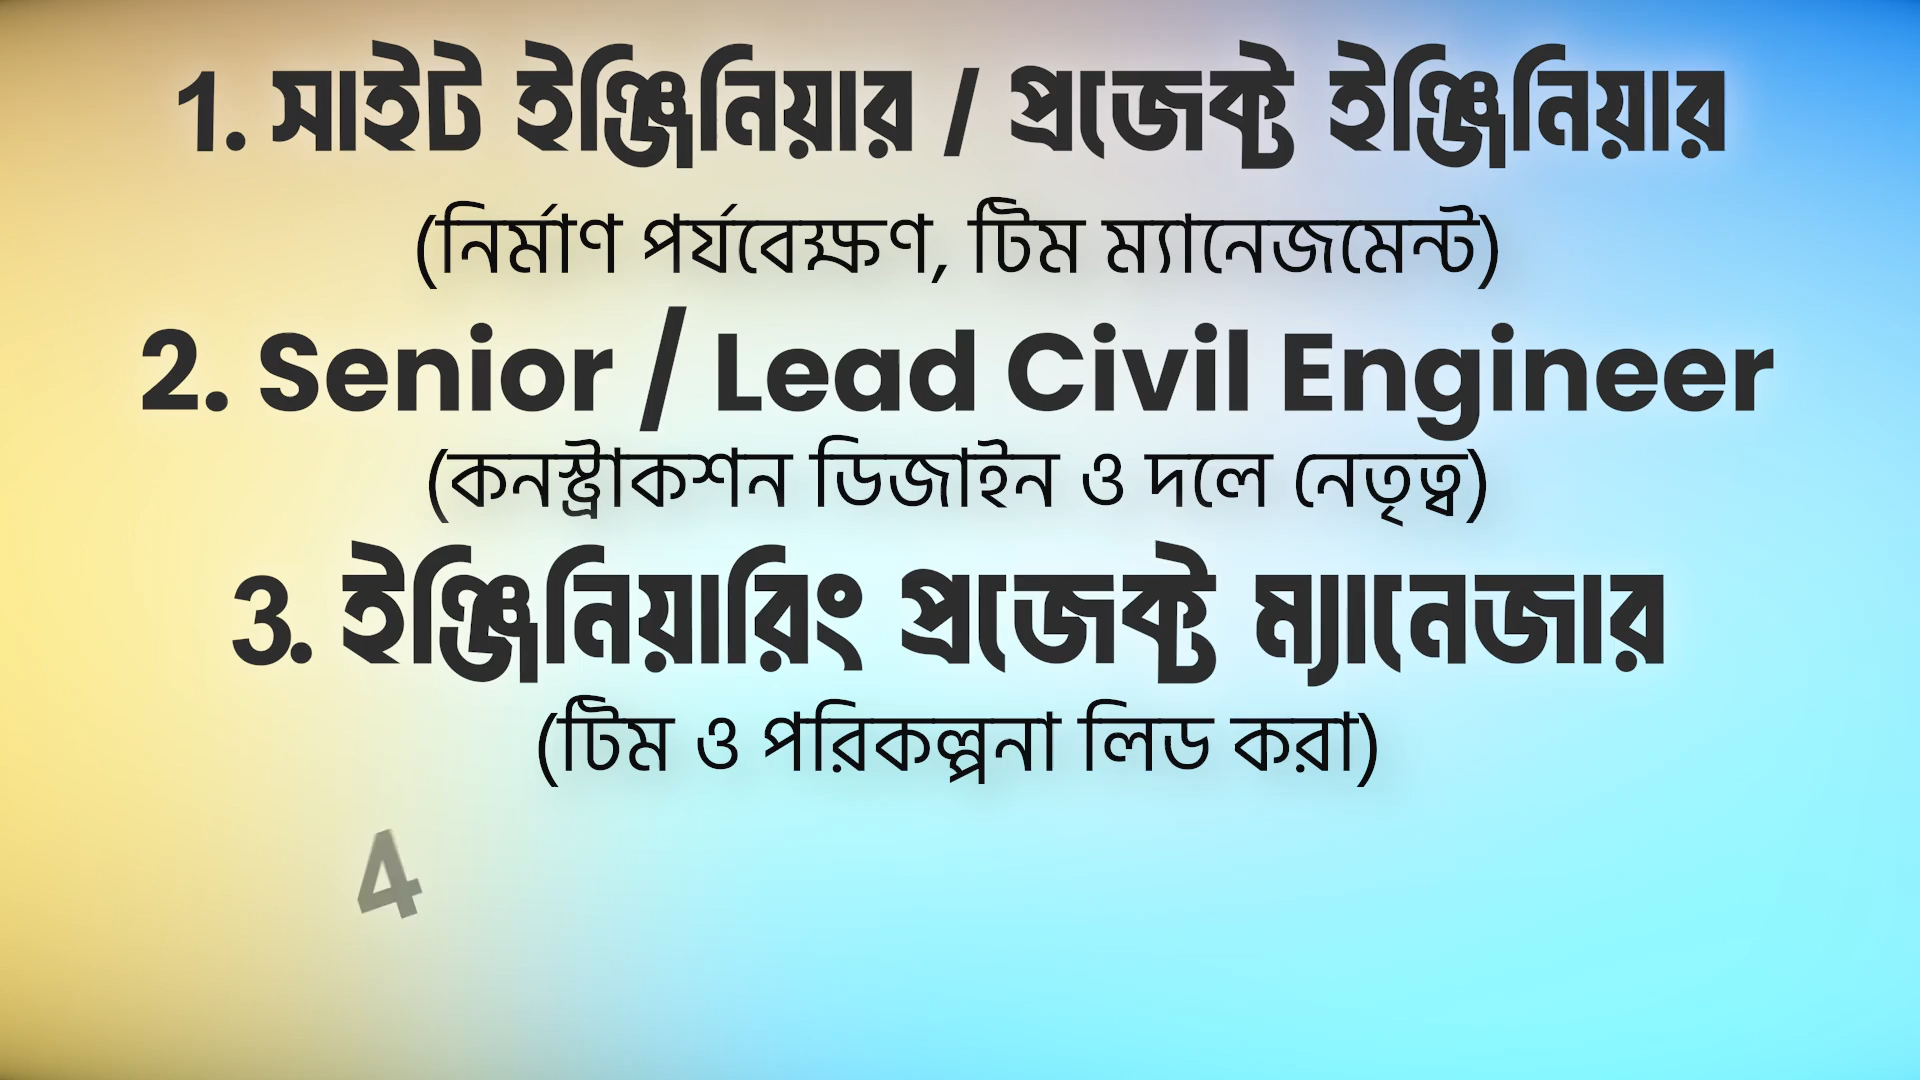 1. সাইট ইঞ্জিনিয়ার / প্রজেক্ট ইঞ্জিনিয়ার
(নির্মাণ পর্যবেক্ষণ, টিম ম্যানেজমেন্ট)
2. Senior / Lead Civil Engineer
(কনস্ট্রাকশন ডিজাইন ও দলে নেতৃত্ব)
3. ইঞ্জিনিয়ারিং প্রজেক্ট ম্যানেজার
(টিম ও পরিকল্পনা লিড করা)
4